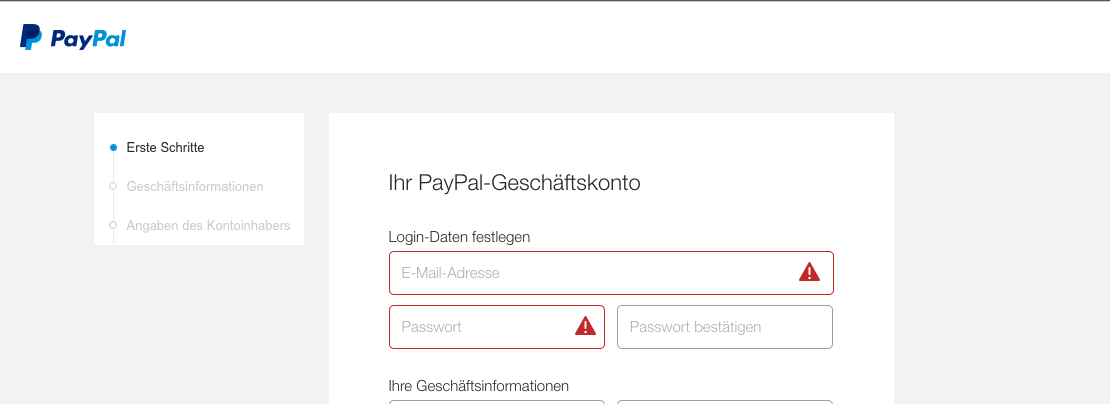 PayPal
Erste Schritte
Geschäftsinformationen
Angaben des Kontoinhabers
Ihr PayPal-Geschäftskonto
Login-Daten festlegen
E-Mail-Adresse
Passwort
Passwort bestätigen
Ihre Geschäftsinformationen